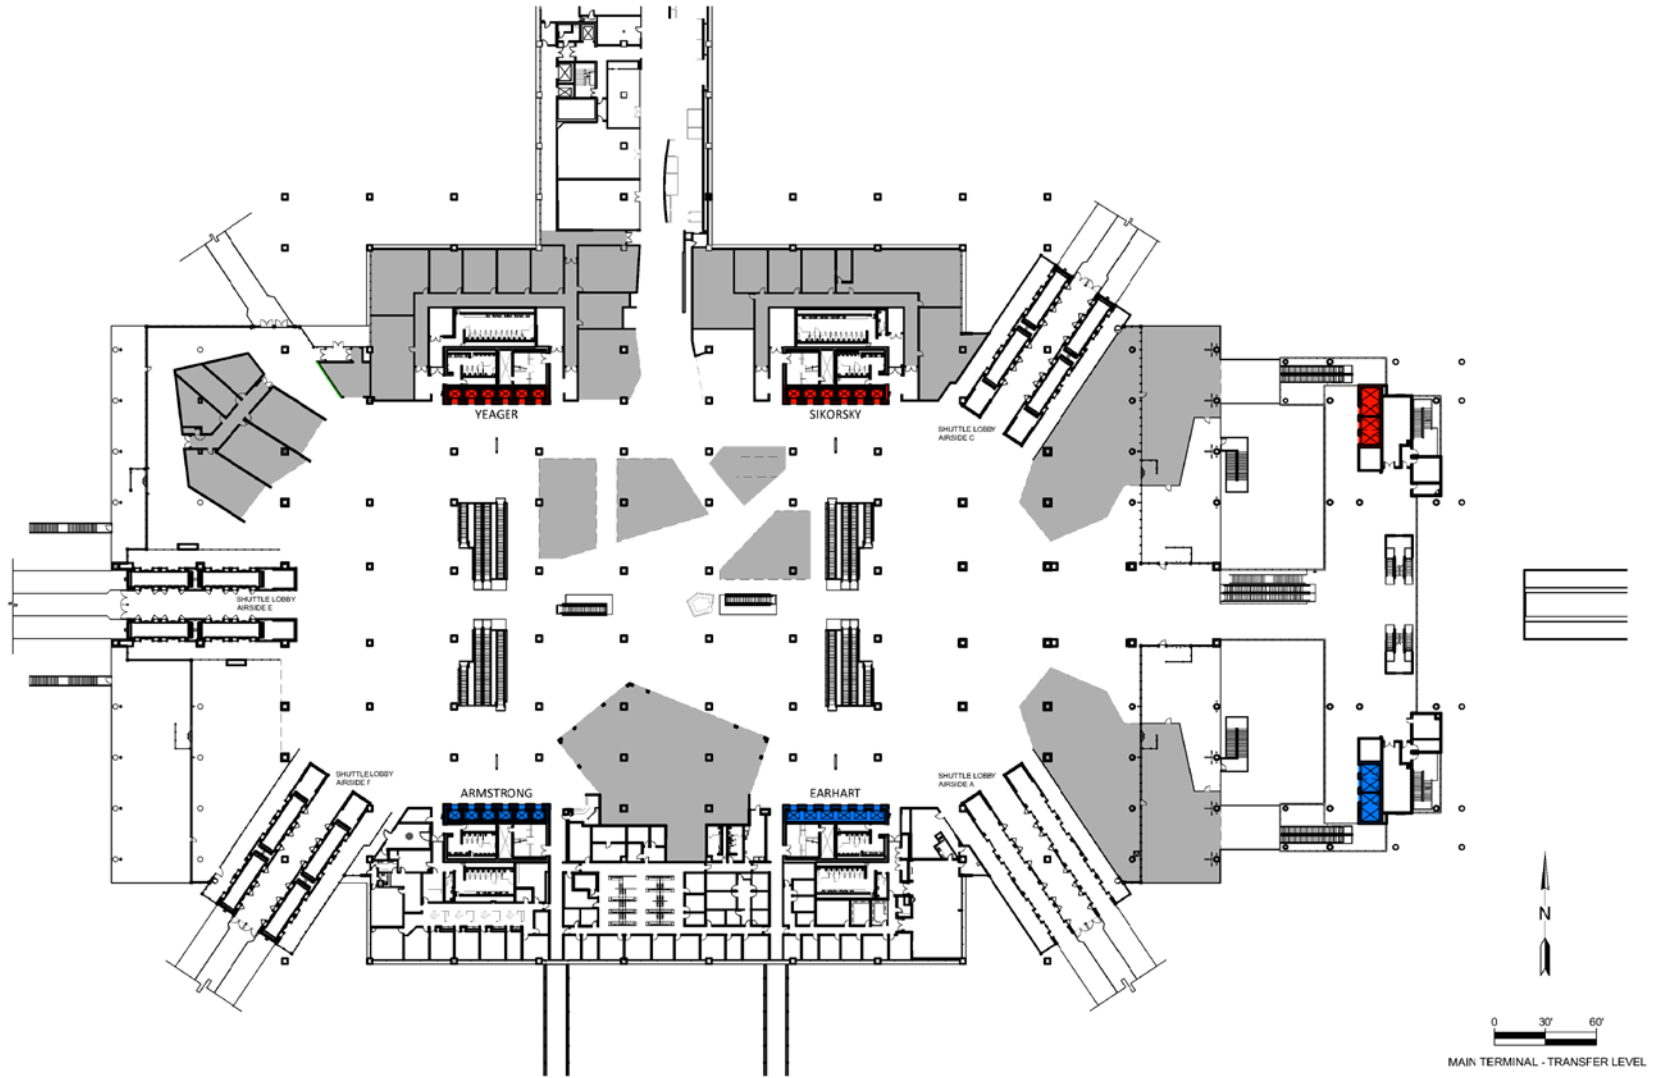 YEAGER
SIKORSKY
SHUTTLE LOBBY
AIRSIDE C
SHUTTLE LOBBY
AIRSIDE E
SHUTTLE LOBBY
AIRSIDE F
SHUTTLE LOBBY
AIRSIDE A
ARMSTRONG
EARHART
N
0 30' 60'
MAIN TERMINAL - TRANSFER LEVEL